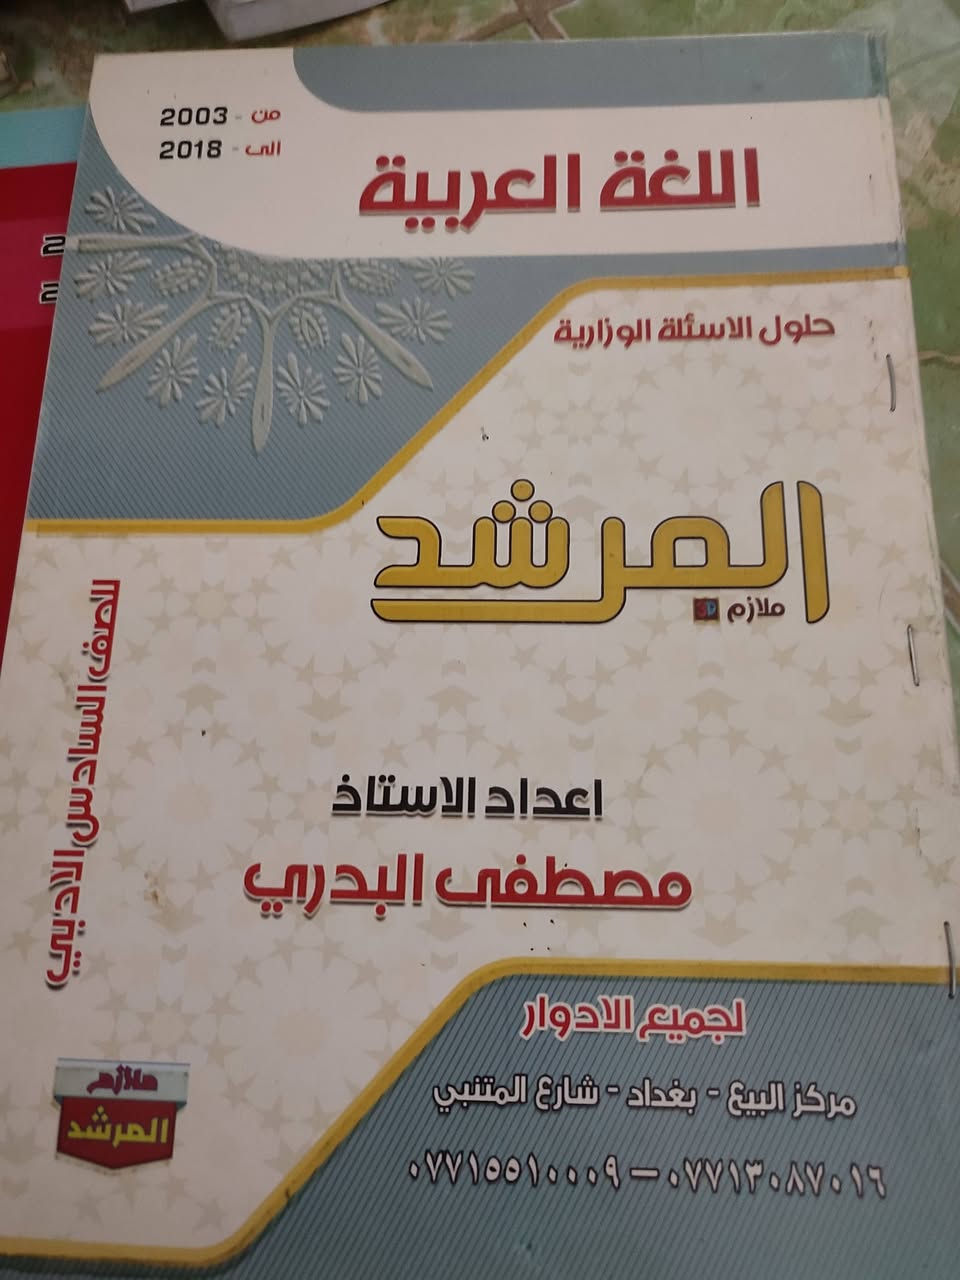 من - 2003
الى - 2018
اللغة العربية
حلول الاسئلة الوزارية
المرشد
ملازم 3D
للصف السادس الادبي
اعداد الاستاذ
مصطفى البدري
لجميع الادوار
مركز البيع - بغداد - شارع المتنبي
٠٧٧١٥٥١٠٠٠٩ – ٠٧٧١٣٠٨٧٠١٦
ملازم
المرشد